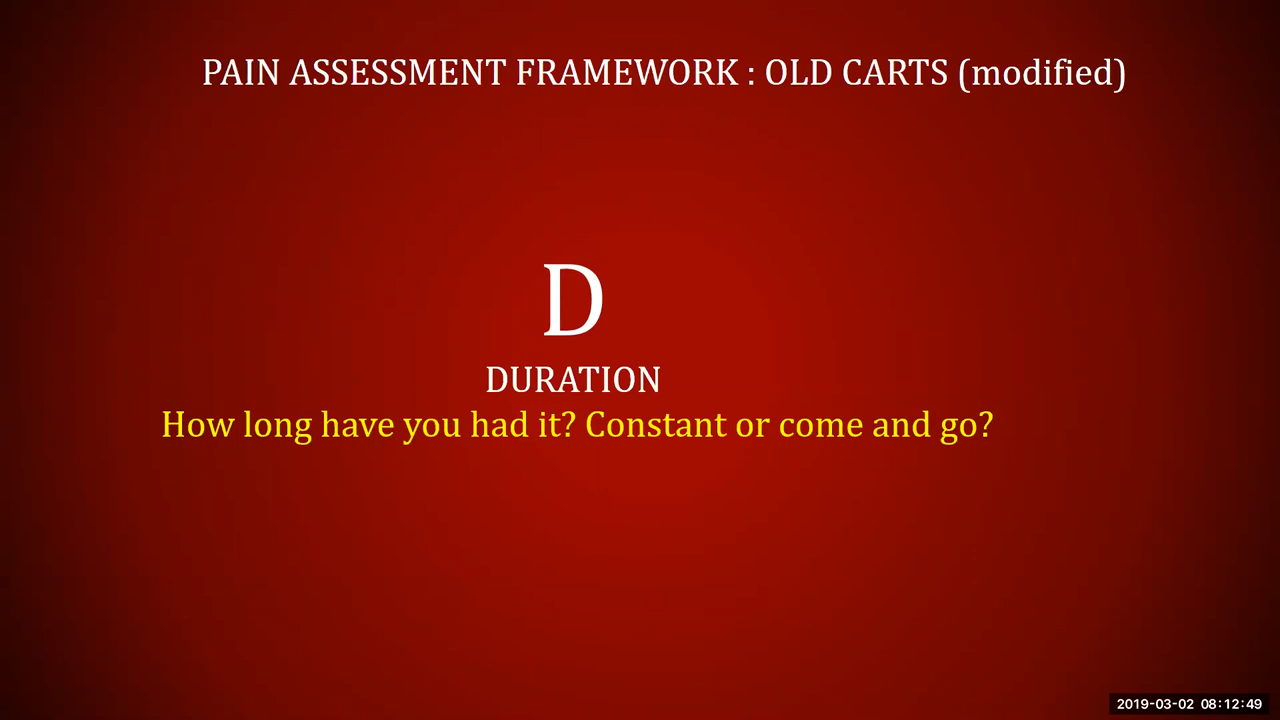 PAIN ASSESSMENT FRAMEWORK : OLD CARTS (modified)
D
DURATION
How long have you had it? Constant or come and go?
2019-03-02 08:12:49